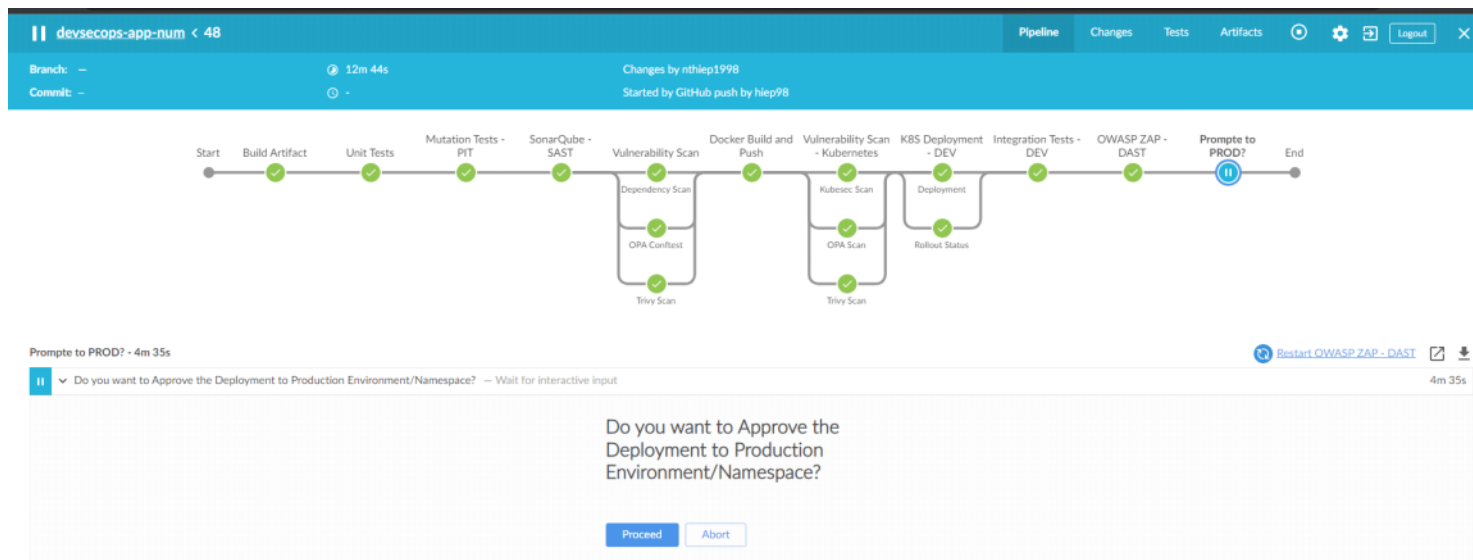 devsecops-app-num < 48
Pipeline Changes Tests Artifacts Logout
Branch: —
12m 44s
Changes by nthiep1998
Commit: –
-
Started by GitHub push by hiep98
Start
Build Artifact
Unit Tests
Mutation Tests -
PIT
SonarQube -
SAST
Vulnerability Scan
Docker Build and
Push
Vulnerability Scan
- Kubernetes
K8S Deployment
- DEV
Integration Tests -
DEV
OWASP ZAP -
DAST
Prompte to
PROD?
End
Dependency Scan
OPA Conftest
Trivy Scan
Kubesec Scan
OPA Scan
Trivy Scan
Deployment
Rollout Status
Prompte to PROD? - 4m 35s
Restart OWASP ZAP - DAST
Do you want to Approve the Deployment to Production Environment/Namespace? — Wait for interactive input
4m 35s
Do you want to Approve the
Deployment to Production
Environment/Namespace?
Proceed Abort